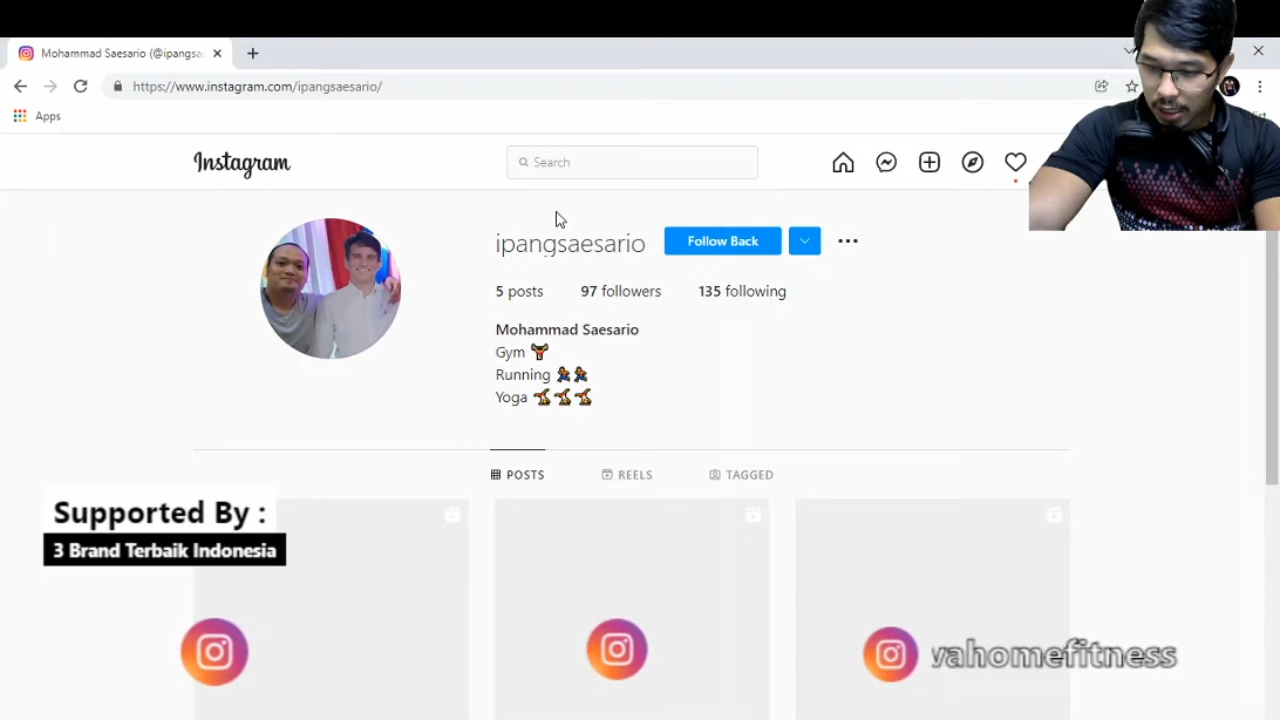 Mohammad Saesario (@ipangsa
https://www.instagram.com/ipangsaesario/
Apps
Instagram
Search
ipangsaesario
Follow Back
5 posts
97 followers
135 following
Mohammad Saesario
Gym
Running
Yoga
POSTS
REELS
TAGGED
Supported By :
3 Brand Terbaik Indonesia
vahomefitness